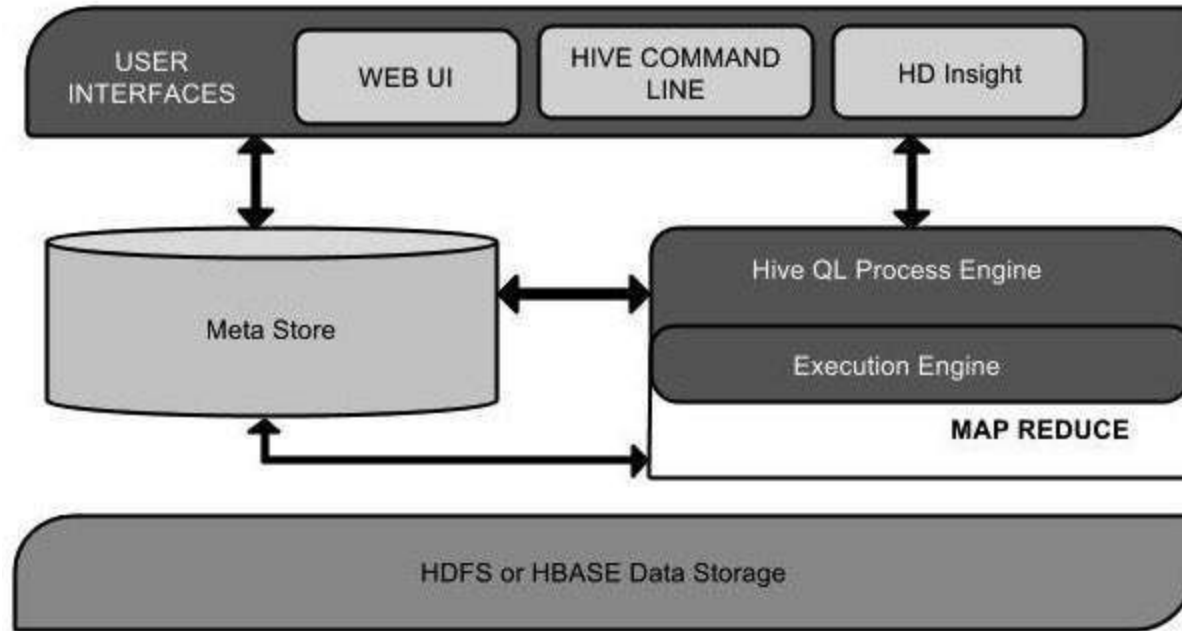 USER
INTERFACES
WEB UI
HIVE COMMAND
LINE
HD Insight
Meta Store
Hive QL Process Engine
Execution Engine
MAP REDUCE
HDFS or HBASE Data Storage